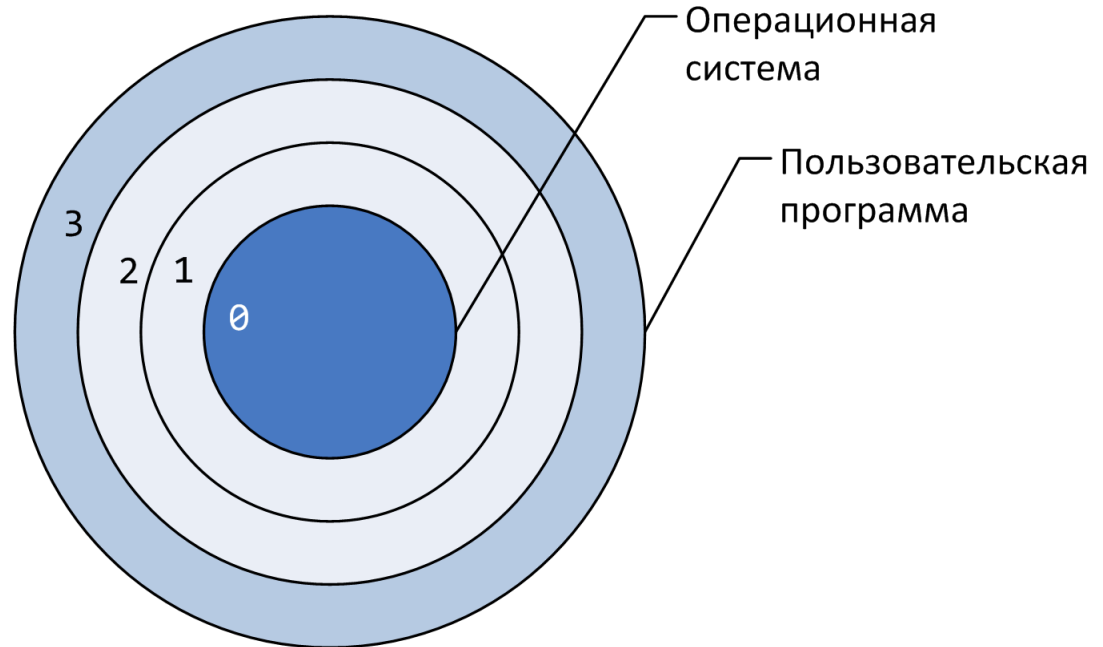 Операционная
система
Пользовательская
программа
3
2
1
0